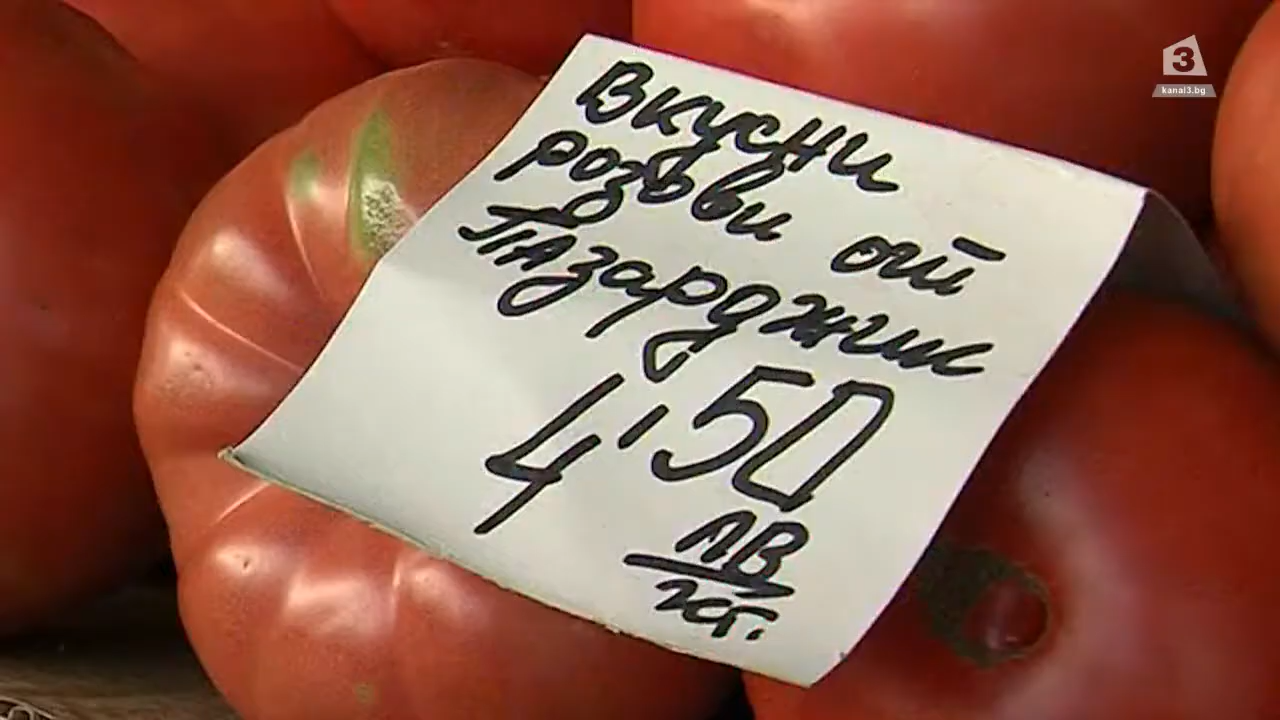 3
kanal3.bg
Вкусни
розови от
Пазарджик
4'50
лв
кг.